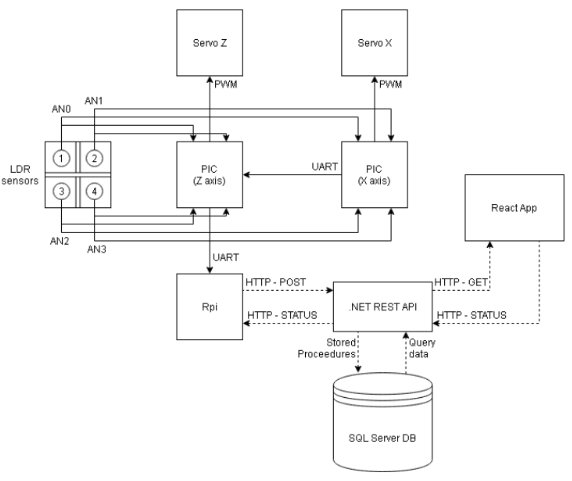 Servo Z
Servo X
PWM
PWM
AN0
AN1
1
2
3
4
LDR
sensors
PIC
(Z axis)
UART
PIC
(X axis)
React App
AN2
AN3
UART
Rpi
HTTP - POST
HTTP - STATUS
.NET REST API
HTTP - GET
HTTP - STATUS
Stored
Proceedures
Query
data
SQL Server DB